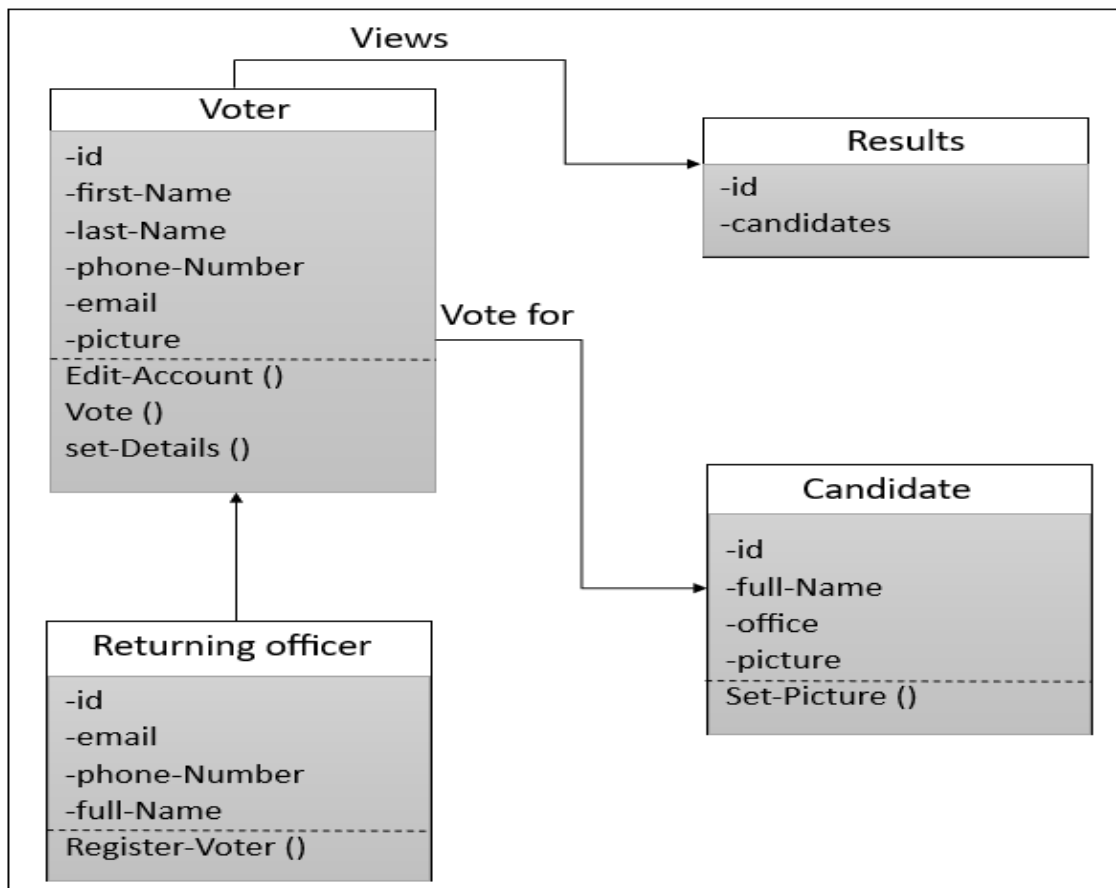 Views
Voter
-id
-first-Name
-last-Name
-phone-Number
-email
-picture
Edit-Account ()
Vote ()
set-Details ()
Results
-id
-candidates
Vote for
Candidate
-id
-full-Name
-office
-picture
Set-Picture ()
Returning officer
-id
-email
-phone-Number
-full-Name
Register-Voter ()